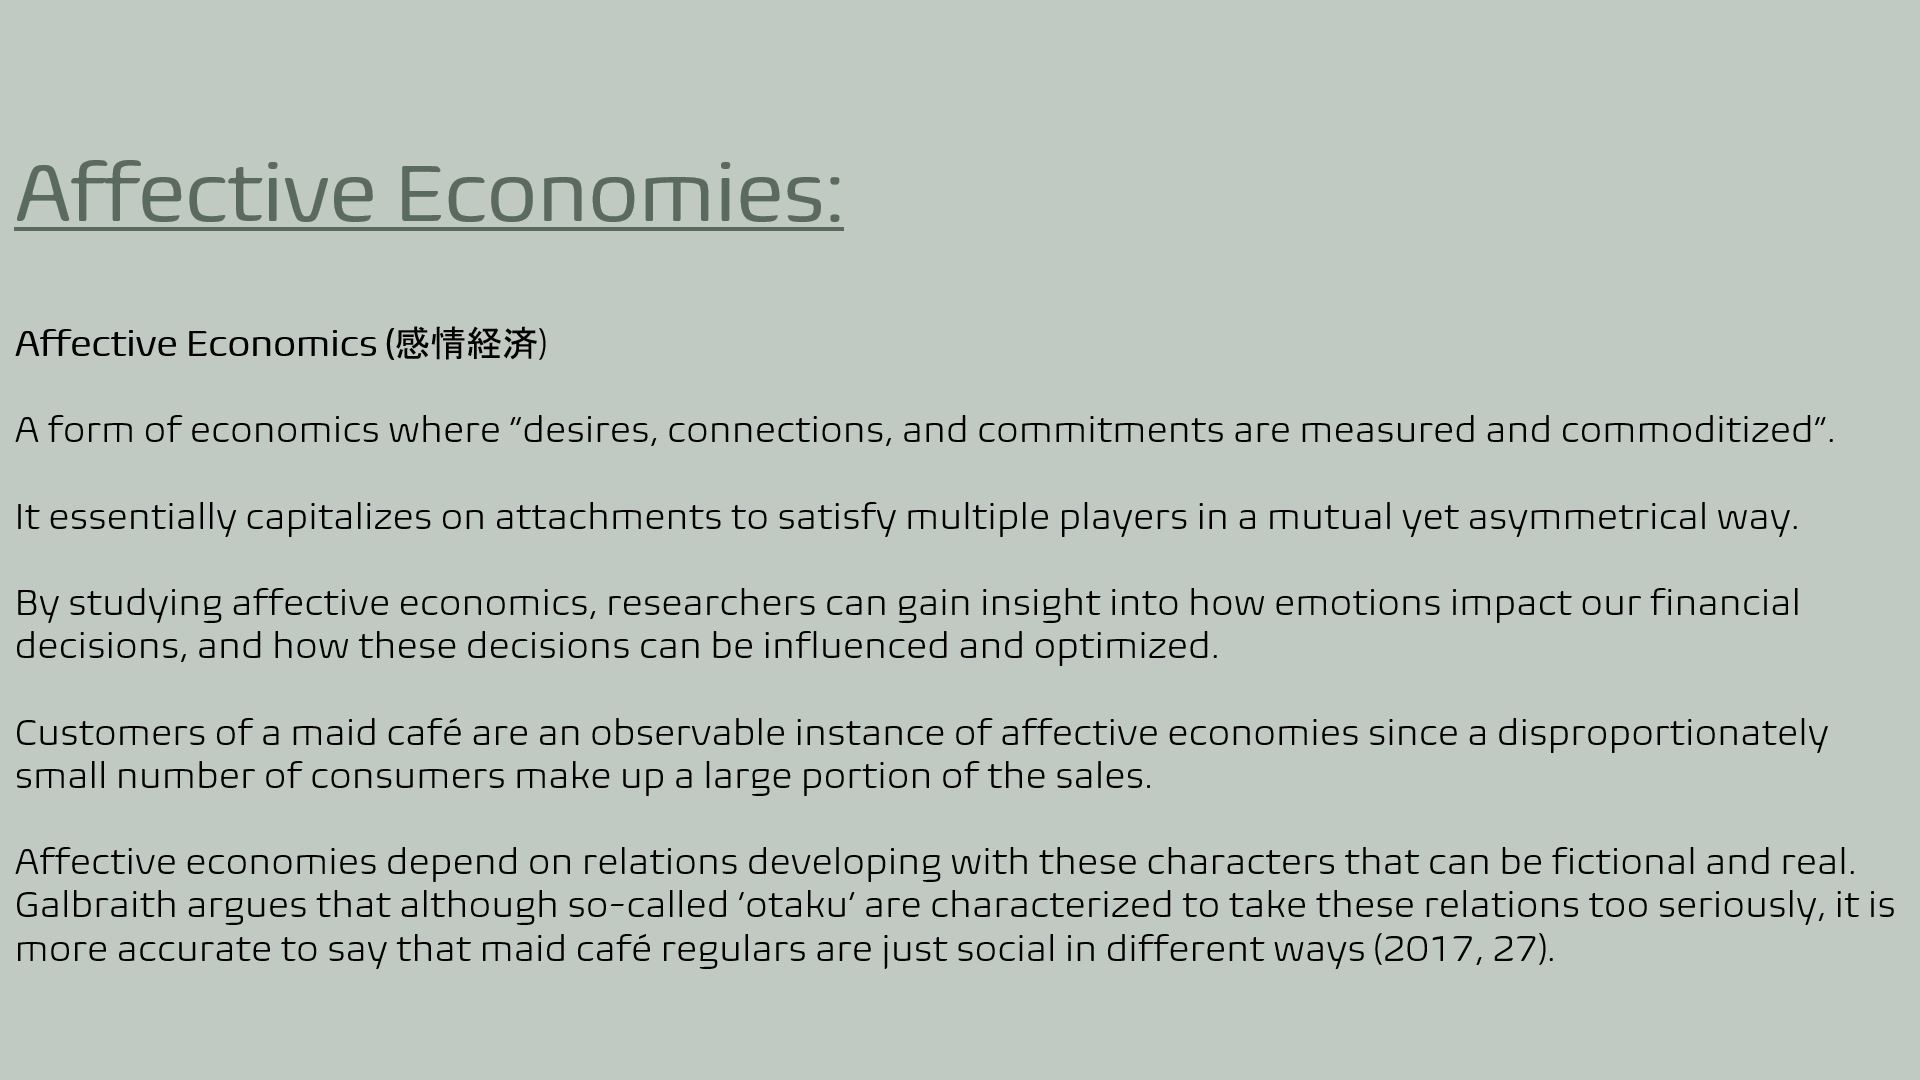 Affective Economies:
Affective Economics (感情経済)
A form of economics where "desires, connections, and commitments are measured and commoditized".
It essentially capitalizes on attachments to satisfy multiple players in a mutual yet asymmetrical way.
By studying affective economics, researchers can gain insight into how emotions impact our financial
decisions, and how these decisions can be influenced and optimized.
Customers of a maid café are an observable instance of affective economies since a disproportionately
small number of consumers make up a large portion of the sales.
Affective economies depend on relations developing with these characters that can be fictional and real.
Galbraith argues that although so-called 'otaku' are characterized to take these relations too seriously, it is
more accurate to say that maid café regulars are just social in different ways (2017, 27).